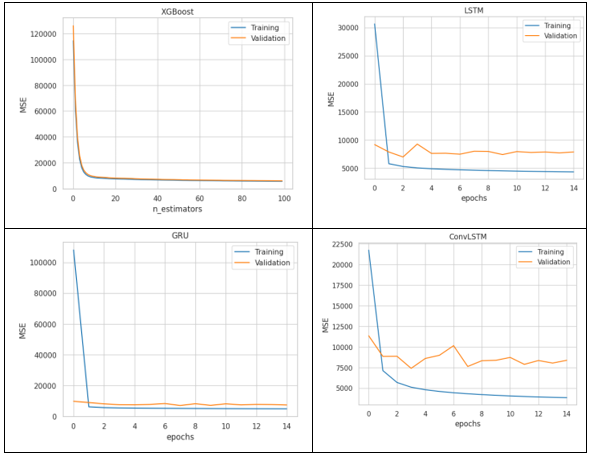 XGBoost
Training
Validation
120000
100000
80000
60000
40000
20000
0
MSE
0 20 40 60 80 100
n_estimators
LSTM
Training
Validation
30000
25000
20000
15000
10000
5000
MSE
0 2 4 6 8 10 12 14
epochs
GRU
Training
Validation
100000
80000
60000
40000
20000
0
MSE
0 2 4 6 8 10 12 14
epochs
ConvLSTM
Training
Validation
22500
20000
17500
15000
12500
10000
7500
5000
MSE
0 2 4 6 8 10 12 14
epochs